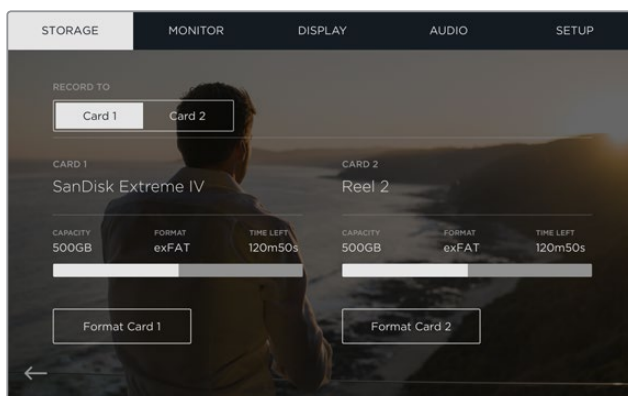 STORAGE MONITOR DISPLAY AUDIO SETUP
RECORD TO
Card 1 Card 2
CARD 1 CARD 2
SanDisk Extreme IV Reel 2
CAPACITY FORMAT TIME LEFT CAPACITY FORMAT TIME LEFT
500GB exFAT 120m50s 500GB exFAT 120m50s
Format Card 1 Format Card 2